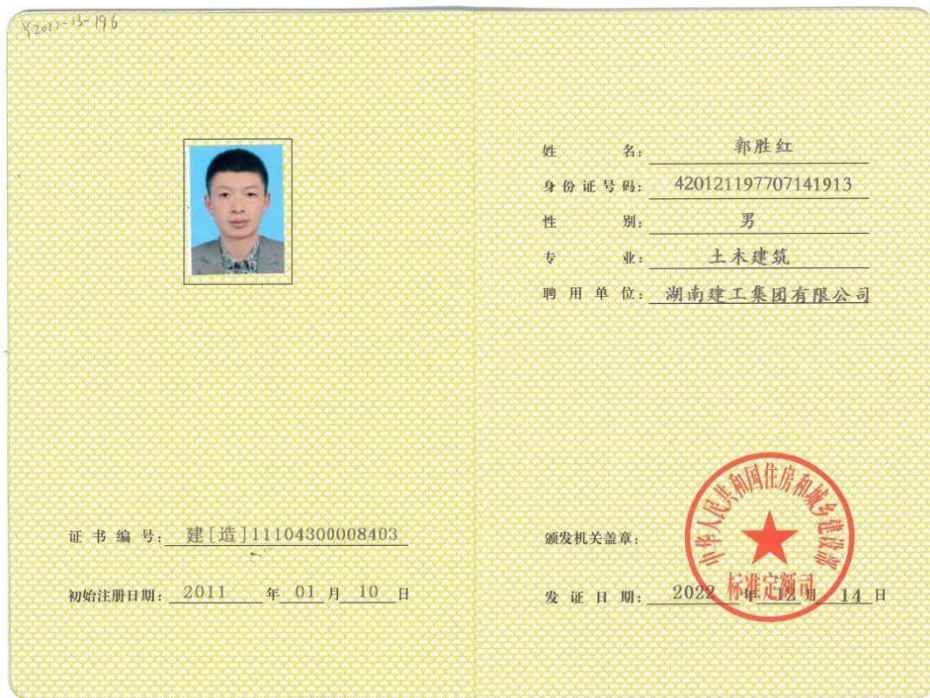 Y2022-13-196
姓名: 郭胜红
身份证号码: 420121197707141913
性别: 男
专业: 土木建筑
聘用单位: 湖南建工集团有限公司
证书编号: 建[造]11104300008403
初始注册日期: 2011 年 01 月 10 日
颁发机关盖章:
中华人民共和国住房和城乡建设部
标准定额司
发证日期: 2022 年 12 月 14 日